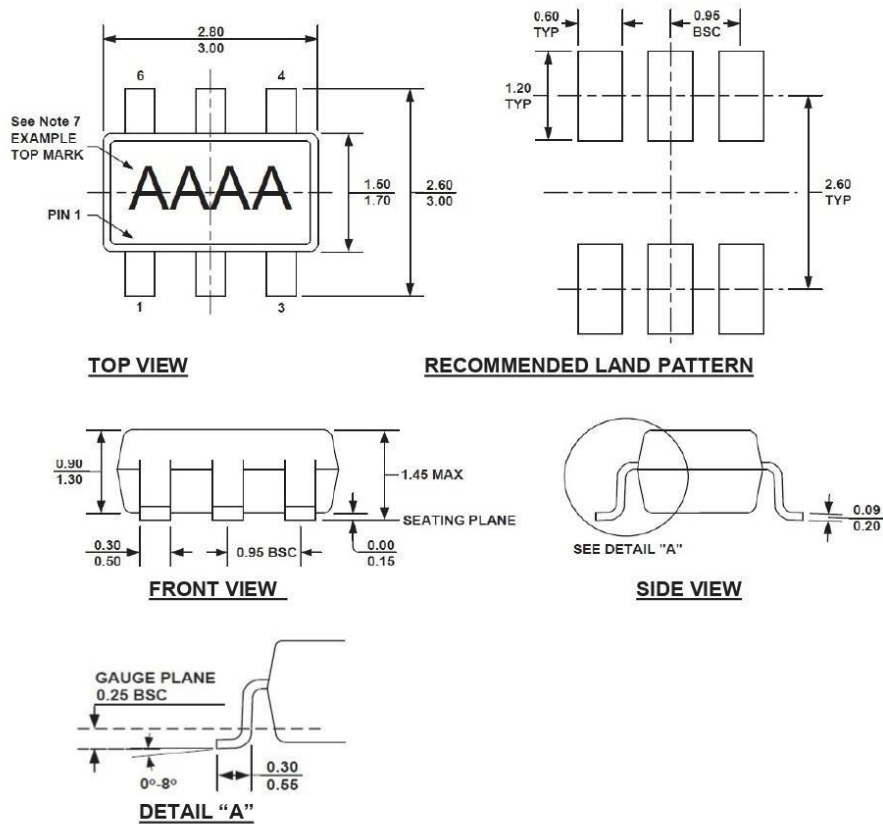 2.80
3.00
6
4
See Note 7
EXAMPLE
TOP MARK
AAAA
PIN 1
1
3
1.50
1.70
2.60
3.00
TOP VIEW
0.60
TYP
0.95
BSC
1.20
TYP
2.60
TYP
RECOMMENDED LAND PATTERN
0.90
1.30
1.45 MAX
SEATING PLANE
0.30
0.50
0.95 BSC
0.00
0.15
FRONT VIEW
SEE DETAIL "A"
0.09
0.20
SIDE VIEW
GAUGE PLANE
0.25 BSC
0°-8°
0.30
0.55
DETAIL “A”